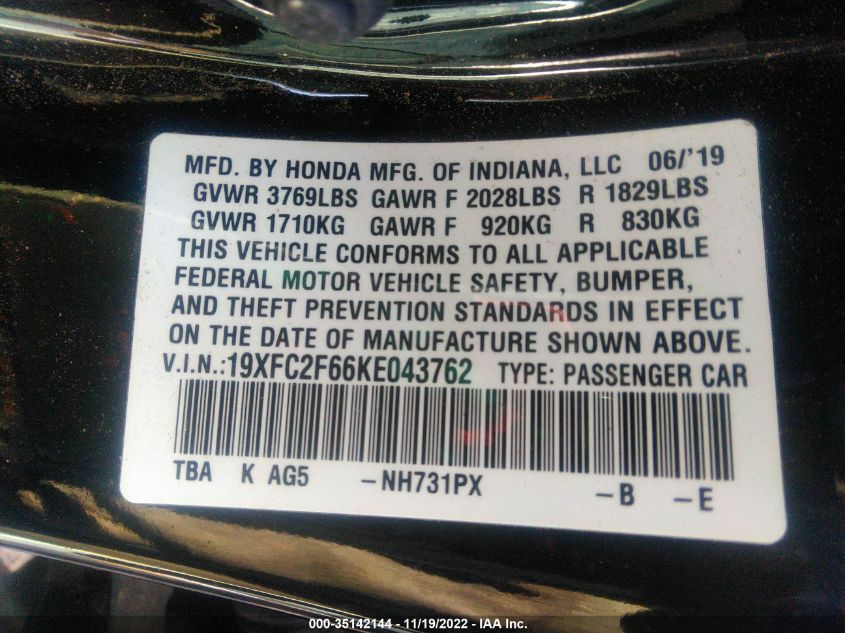 MFD. BY HONDA MFG. OF INDIANA, LLC 06/'19
GVWR 3769LBS GAWR F 2028LBS R 1829LBS
GVWR 1710KG GAWR F 920KG R 830KG
THIS VEHICLE CONFORMS TO ALL APPLICABLE
FEDERAL MOTOR VEHICLE SAFETY, BUMPER,
AND THEFT PREVENTION STANDARDS IN EFFECT
ON THE DATE OF MANUFACTURE SHOWN ABOVE.
V.I.N.:19XFC2F66KE043762 TYPE: PASSENGER CAR
TBA K AG5 -NH731PX -B -E
000-35142144 - 11/19/2022 - IAA Inc.